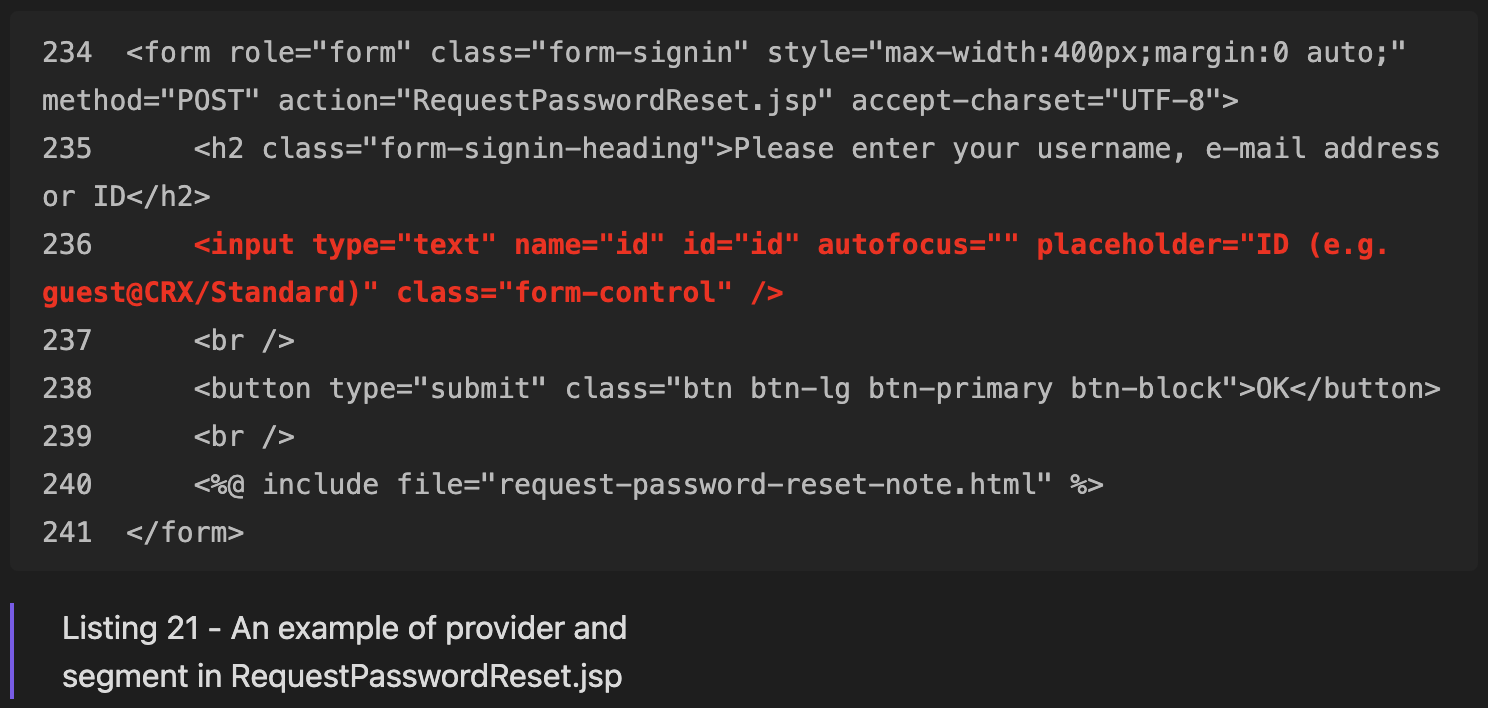 234  <form role="form" class="form-signin" style="max-width:400px;margin:0 auto;"
method="POST" action="RequestPasswordReset.jsp" accept-charset="UTF-8">
235      <h2 class="form-signin-heading">Please enter your username, e-mail address
or ID</h2>
236      <input type="text" name="id" id="id" autofocus="" placeholder="ID (e.g.
guest@CRX/Standard)" class="form-control" />
237      <br />
238      <button type="submit" class="btn btn-lg btn-primary btn-block">OK</button>
239      <br />
240      <%@ include file="request-password-reset-note.html" %>
241  </form>
Listing 21 - An example of provider and
segment in RequestPasswordReset.jsp